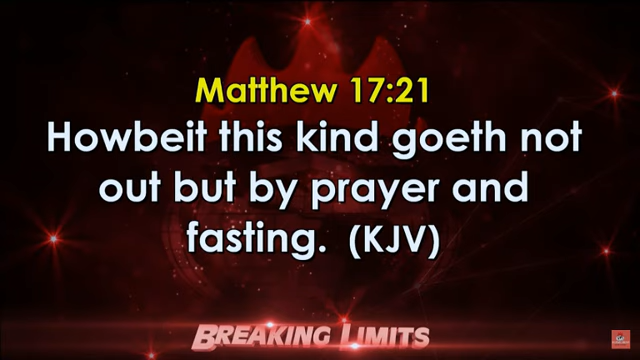 Matthew 17:21
Howbeit this kind goeth not
out but by prayer and
fasting. (KJV)
BREAKING LIMITS